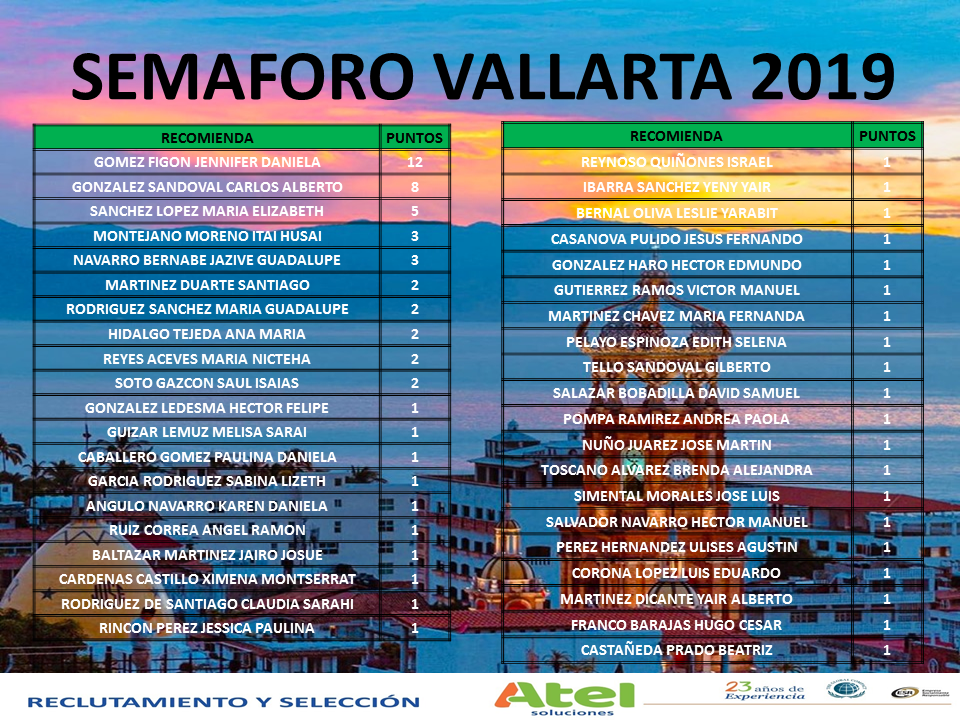 SEMAFORO VALLARTA 2019
RECOMIENDA PUNTOS
GOMEZ FIGON JENNIFER DANIELA 12
GONZALEZ SANDOVAL CARLOS ALBERTO 8
SANCHEZ LOPEZ MARIA ELIZABETH 5
MONTEJANO MORENO ITAI HUSAI 3
NAVARRO BERNABE JAZIVE GUADALUPE 3
MARTINEZ DUARTE SANTIAGO 2
RODRIGUEZ SANCHEZ MARIA GUADALUPE 2
HIDALGO TEJEDA ANA MARIA 2
REYES ACEVES MARIA NICTEHA 2
SOTO GAZCON SAUL ISAIAS 2
GONZALEZ LEDESMA HECTOR FELIPE 1
GUIZAR LEMUZ MELISA SARAI 1
CABALLERO GOMEZ PAULINA DANIELA 1
GARCIA RODRIGUEZ SABINA LIZETH 1
ANGULO NAVARRO KAREN DANIELA 1
RUIZ CORREA ANGEL RAMON 1
BALTAZAR MARTINEZ JAIRO JOSUE 1
CARDENAS CASTILLO XIMENA MONTSERRAT 1
RODRIGUEZ DE SANTIAGO CLAUDIA SARAHI 1
RINCON PEREZ JESSICA PAULINA 1
RECOMIENDA PUNTOS
REYNOSO QUIÑONES ISRAEL 1
IBARRA SANCHEZ YENY YAIR 1
BERNAL OLIVA LESLIE YARABIT 1
CASANOVA PULIDO JESUS FERNANDO 1
GONZALEZ HARO HECTOR EDMUNDO 1
GUTIERREZ RAMOS VICTOR MANUEL 1
MARTINEZ CHAVEZ MARIA FERNANDA 1
PELAYO ESPINOZA EDITH SELENA 1
TELLO SANDOVAL GILBERTO 1
SALAZAR BOBADILLA DAVID SAMUEL 1
POMPA RAMIREZ ANDREA PAOLA 1
NUÑO JUAREZ JOSE MARTIN 1
TOSCANO ALVAREZ BRENDA ALEJANDRA 1
SIMENTAL MORALES JOSE LUIS 1
SALVADOR NAVARRO HECTOR MANUEL 1
PEREZ HERNANDEZ ULISES AGUSTIN 1
CORONA LOPEZ LUIS EDUARDO 1
MARTINEZ DICANTE YAIR ALBERTO 1
FRANCO BARAJAS HUGO CESAR 1
CASTAÑEDA PRADO BEATRIZ 1
RECLUTAMIENTO Y SELECCIÓN
Atel
soluciones
23 años de
Experiencia
ESR